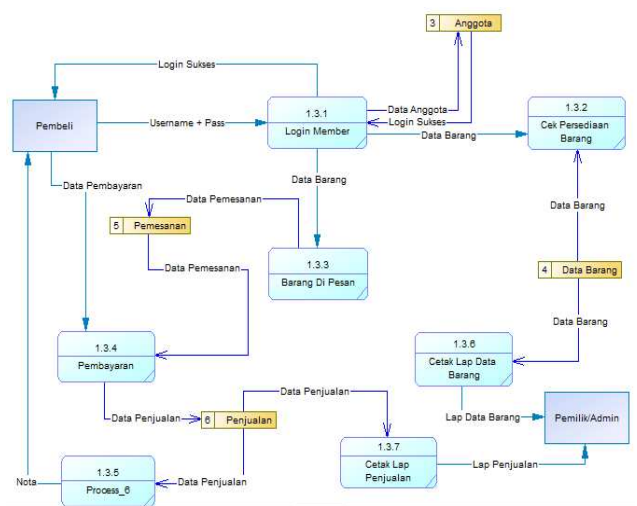 3 Anggota
Login Sukses
Pembeli
Username + Pass
1.3.1
Login Member
Data Anggota
Login Sukses
Data Barang
1.3.2
Cek Persediaan
Barang
Data Pembayaran
Data Barang
Data Pemesanan
5 Pemesanan
Data Pemesanan
1.3.3
Barang Di Pesan
Data Barang
4 Data Barang
Data Barang
1.3.4
Pembayaran
1.3.6
Cetak Lap Data
Barang
Data Penjualan
Data Penjualan
6 Penjualan
Lap Data Barang
Pemilik/Admin
1.3.7
Cetak Lap
Penjualan
Lap Penjualan
Nota
1.3.5
Process_6
Data Penjualan